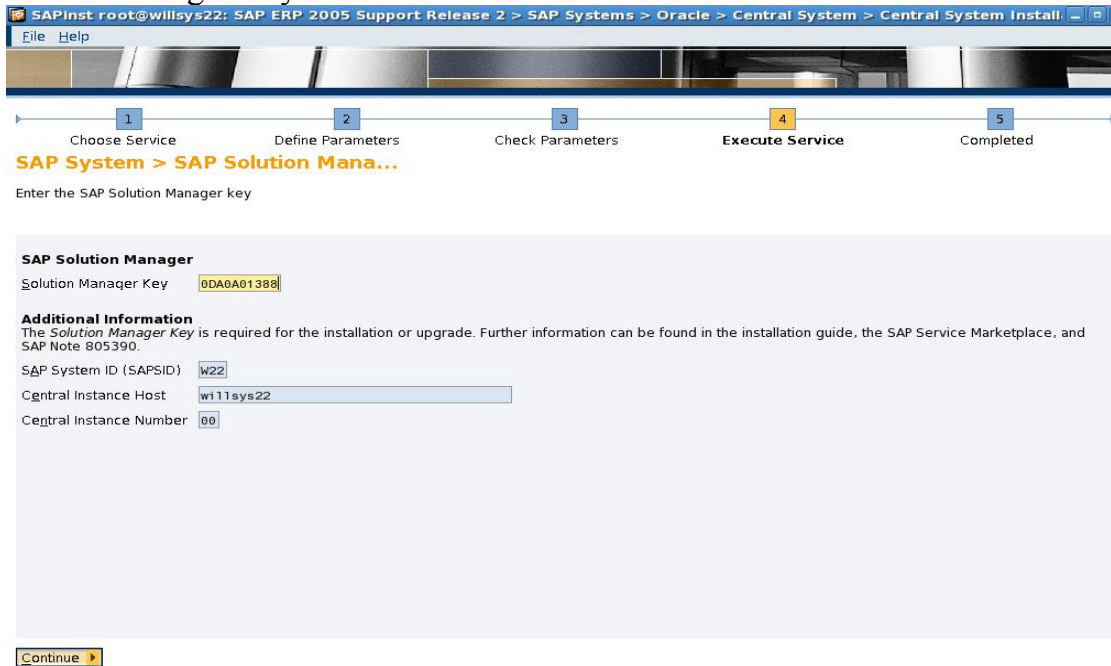 SAPinst root@willsys22: SAP ERP 2005 Support Release 2 > SAP Systems > Oracle > Central System > Central System Install
File Help
1 2 3 4 5
Choose Service Define Parameters Check Parameters Execute Service Completed
SAP System > SAP Solution Mana...
Enter the SAP Solution Manager key
SAP Solution Manager
Solution Manager Key 0DA0A01388
Additional Information
The Solution Manager Key is required for the installation or upgrade. Further information can be found in the installation guide, the SAP Service Marketplace, and
SAP Note 805390.
SAP System ID (SAPSID) W22
Central Instance Host willsys22
Central Instance Number 00
Continue